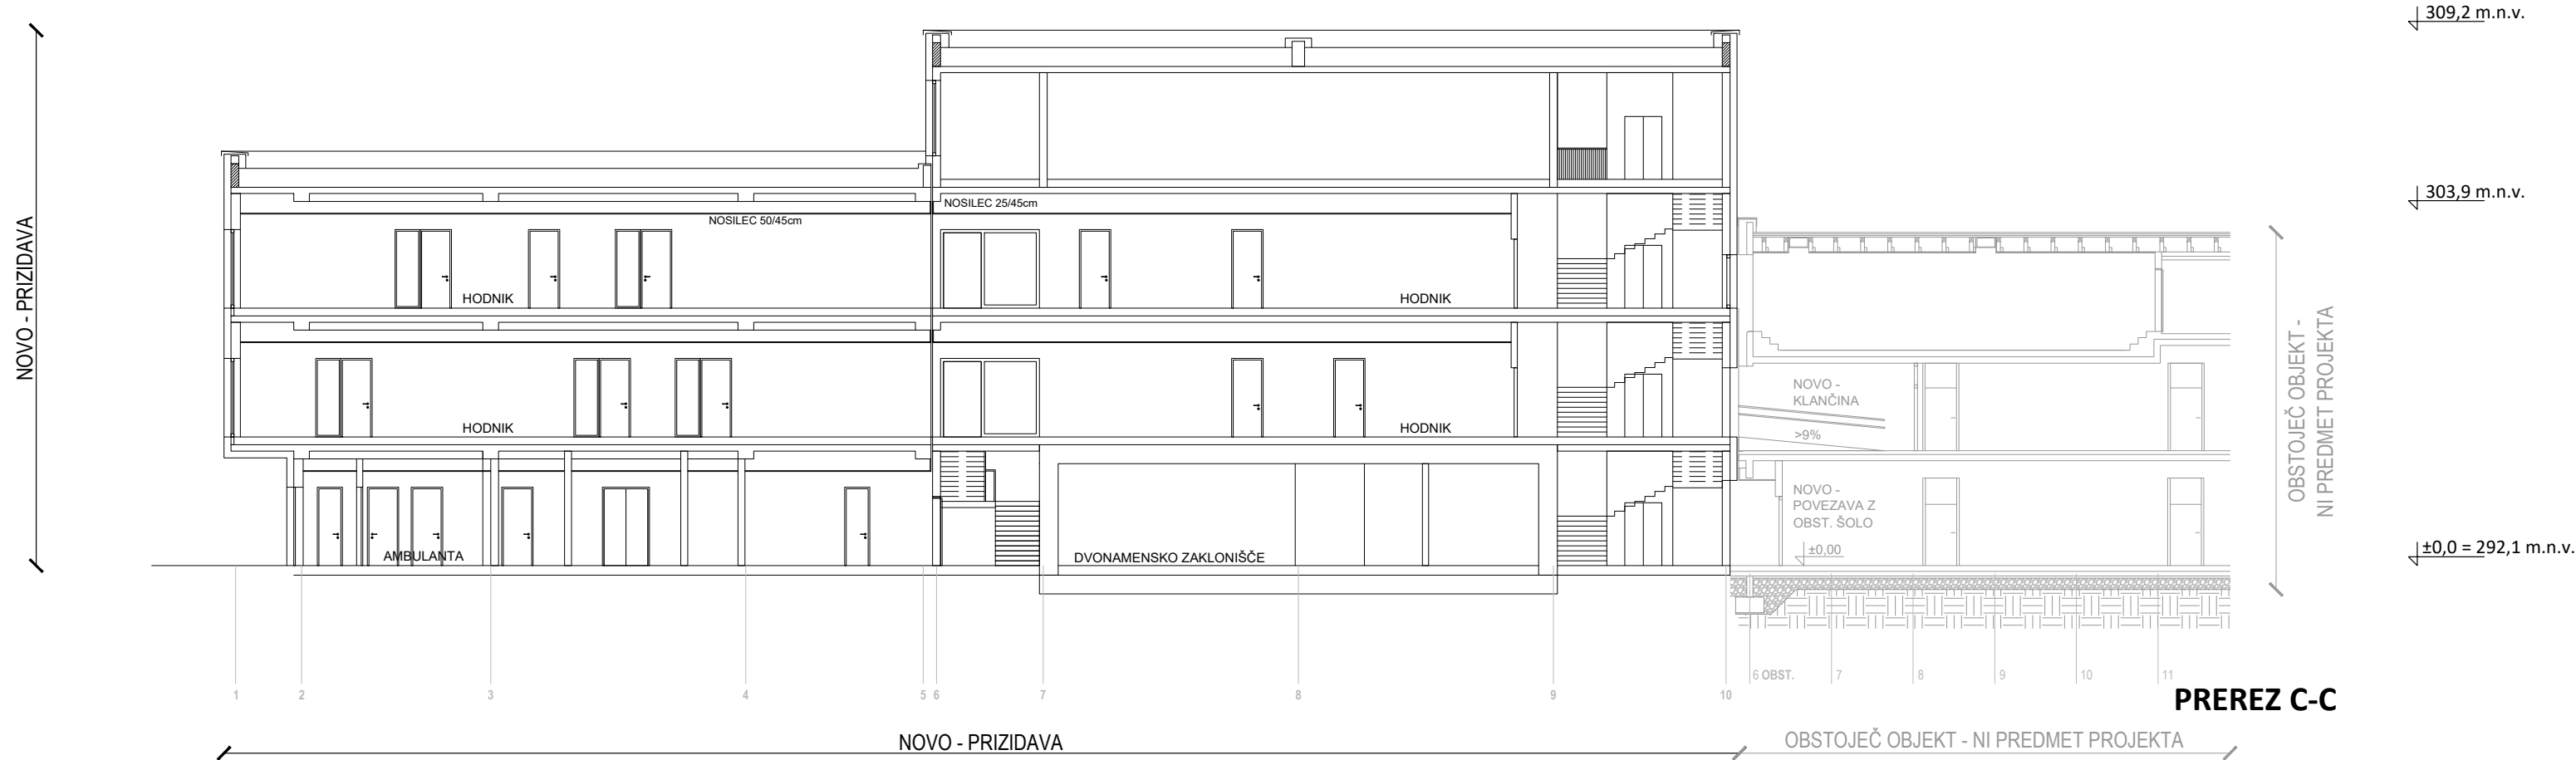 309,2 m.n.v.
303,9 m.n.v.
±0,0 = 292,1 m.n.v.
NOVO - PRIZIDAVA
NOSILEC 50/45cm
NOSILEC 25/45cm
HODNIK
HODNIK
HODNIK
HODNIK
AMBULANTA
DVONAMENSKO ZAKLONIŠČE
NOVO -
KLANČINA
>9%
NOVO -
POVEZAVA Z
OBST. ŠOLO
±0,00
OBSTOJEČ OBJEKT -
NI PREDMET PROJEKTA
1 2 3 4 5 6 7 8 9 10
6 OBST. 7 8 9 10 11
PREREZ C-C
NOVO - PRIZIDAVA
OBSTOJEČ OBJEKT - NI PREDMET PROJEKTA